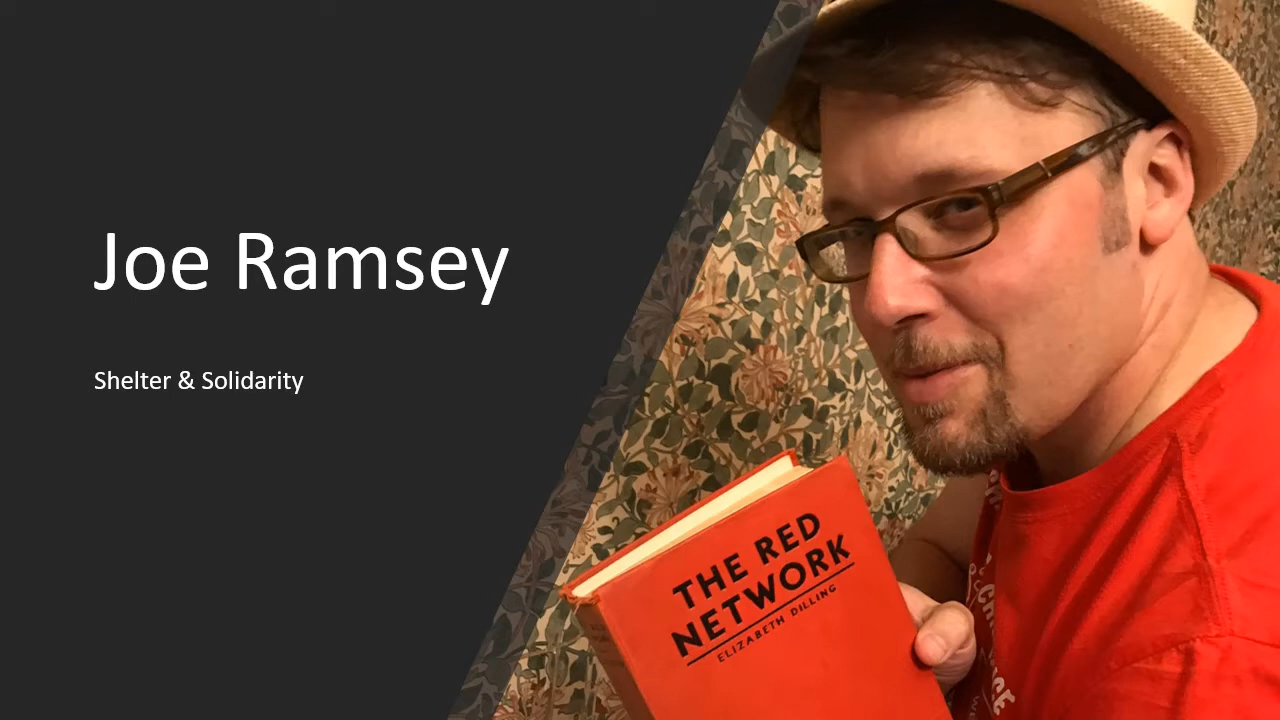 Joe Ramsey
Shelter & Solidarity
THE RED
NETWORK
ELIZABETH DILLING